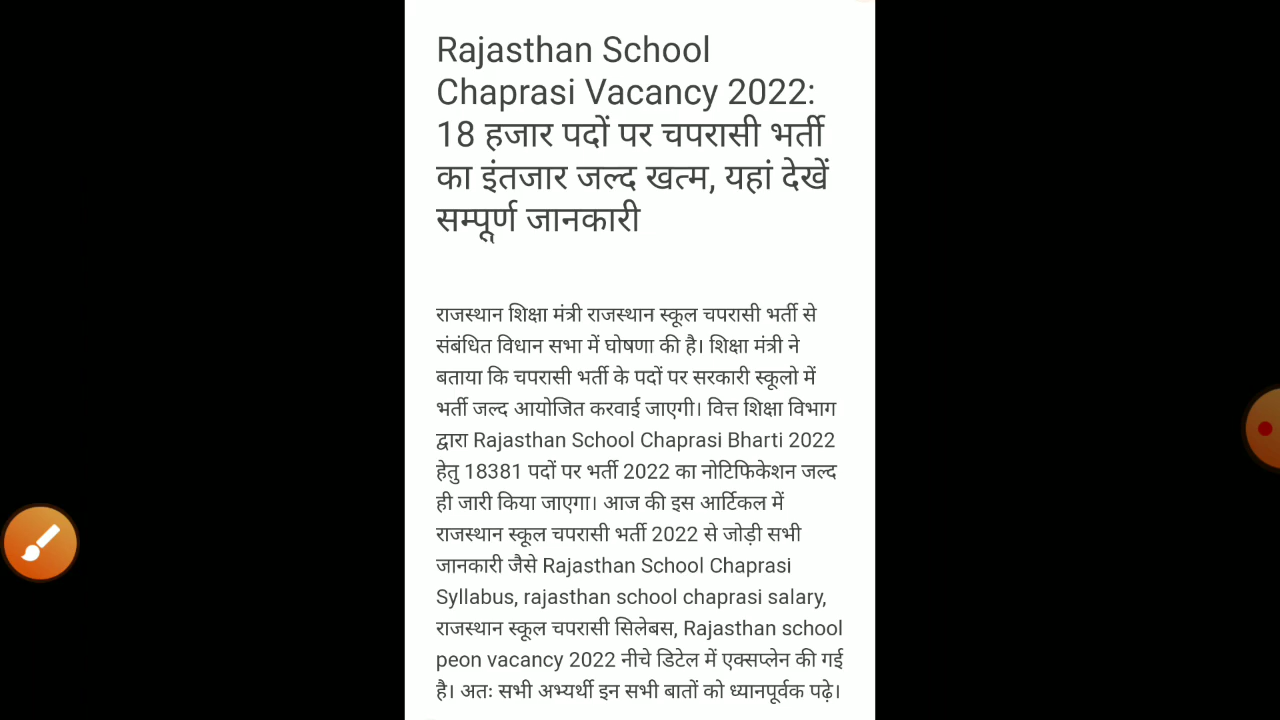 Rajasthan School
Chaprasi Vacancy 2022:
18 हजार पदों पर चपरासी भर्ती
का इंतजार जल्द खत्म, यहां देखें
सम्पूर्ण जानकारी
राजस्थान शिक्षा मंत्री राजस्थान स्कूल चपरासी भर्ती से
संबंधित विधान सभा में घोषणा की है। शिक्षा मंत्री ने
बताया कि चपरासी भर्ती के पदों पर सरकारी स्कूलो में
भर्ती जल्द आयोजित करवाई जाएगी। वित्त शिक्षा विभाग
द्वारा Rajasthan School Chaprasi Bharti 2022
हेतु 18381 पदों पर भर्ती 2022 का नोटिफिकेशन जल्द
ही जारी किया जाएगा। आज की इस आर्टिकल में
राजस्थान स्कूल चपरासी भर्ती 2022 से जोड़ी सभी
जानकारी जैसे Rajasthan School Chaprasi
Syllabus, rajasthan school chaprasi salary,
राजस्थान स्कूल चपरासी सिलेबस, Rajasthan school
peon vacancy 2022 नीचे डिटेल में एक्सप्लेन की गई
है। अतः सभी अभ्यर्थी इन सभी बातों को ध्यानपूर्वक पढ़े।